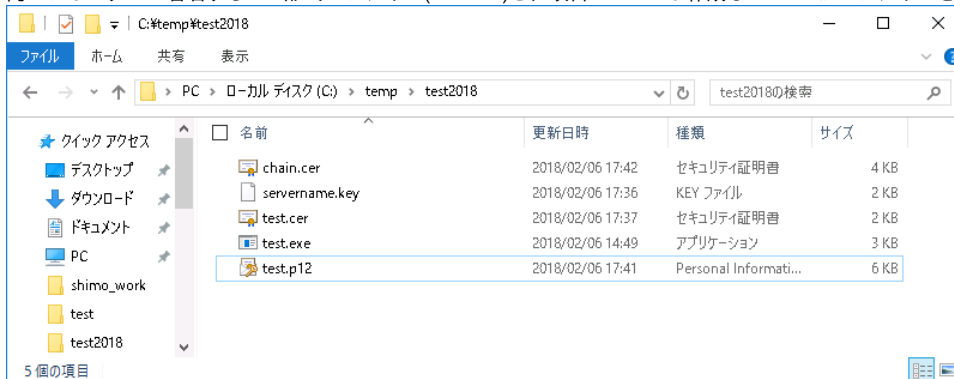 C:¥temp¥test2018
ファイル ホーム 共有 表示
PC > ローカル ディスク (C:) > temp > test2018 test2018の検索
クイック アクセス
デスクトップ
ダウンロード
ドキュメント
PC
shimo_work
test
test2018
名前 更新日時 種類 サイズ
chain.cer 2018/02/06 17:42 セキュリティ証明書 4 KB
servername.key 2018/02/06 17:36 KEY ファイル 2 KB
test.cer 2018/02/06 17:37 セキュリティ証明書 2 KB
test.exe 2018/02/06 14:49 アプリケーション 3 KB
test.p12 2018/02/06 17:41 Personal Informati... 6 KB
5 個の項目